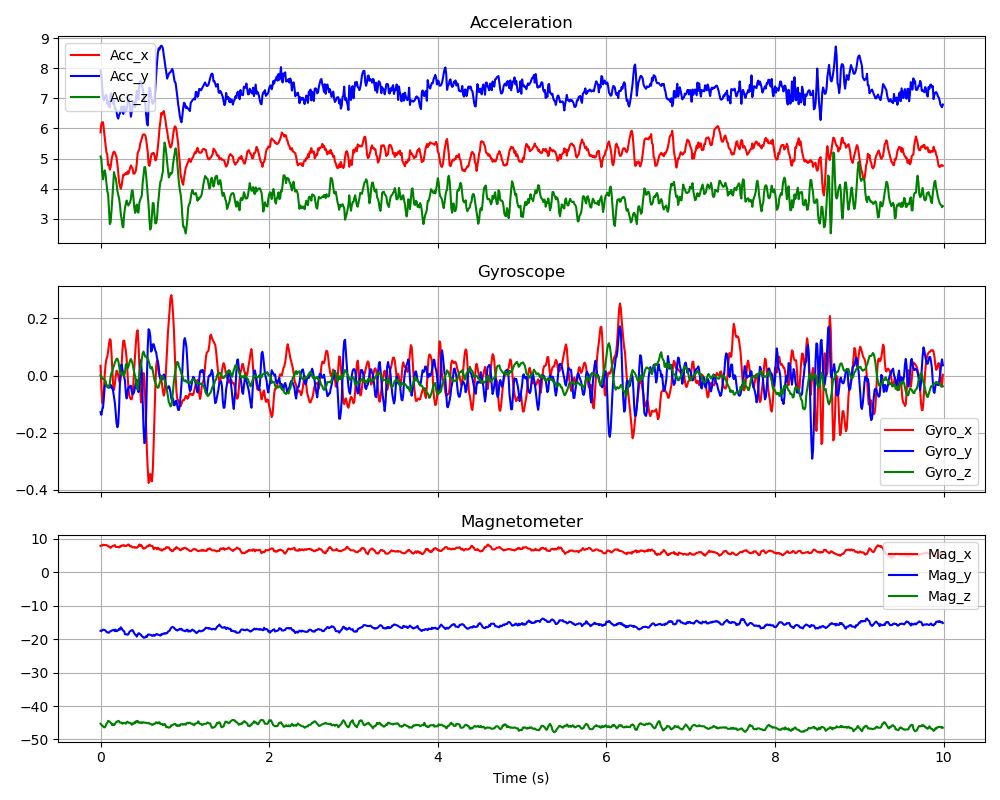 Acceleration
9
8
7
6
5
4
3
Acc_x
Acc_y
Acc_z
Gyroscope
0.2
0.0
−0.2
−0.4
Gyro_x
Gyro_y
Gyro_z
Magnetometer
10
0
−10
−20
−30
−40
−50
Mag_x
Mag_y
Mag_z
0 2 4 6 8 10
Time (s)